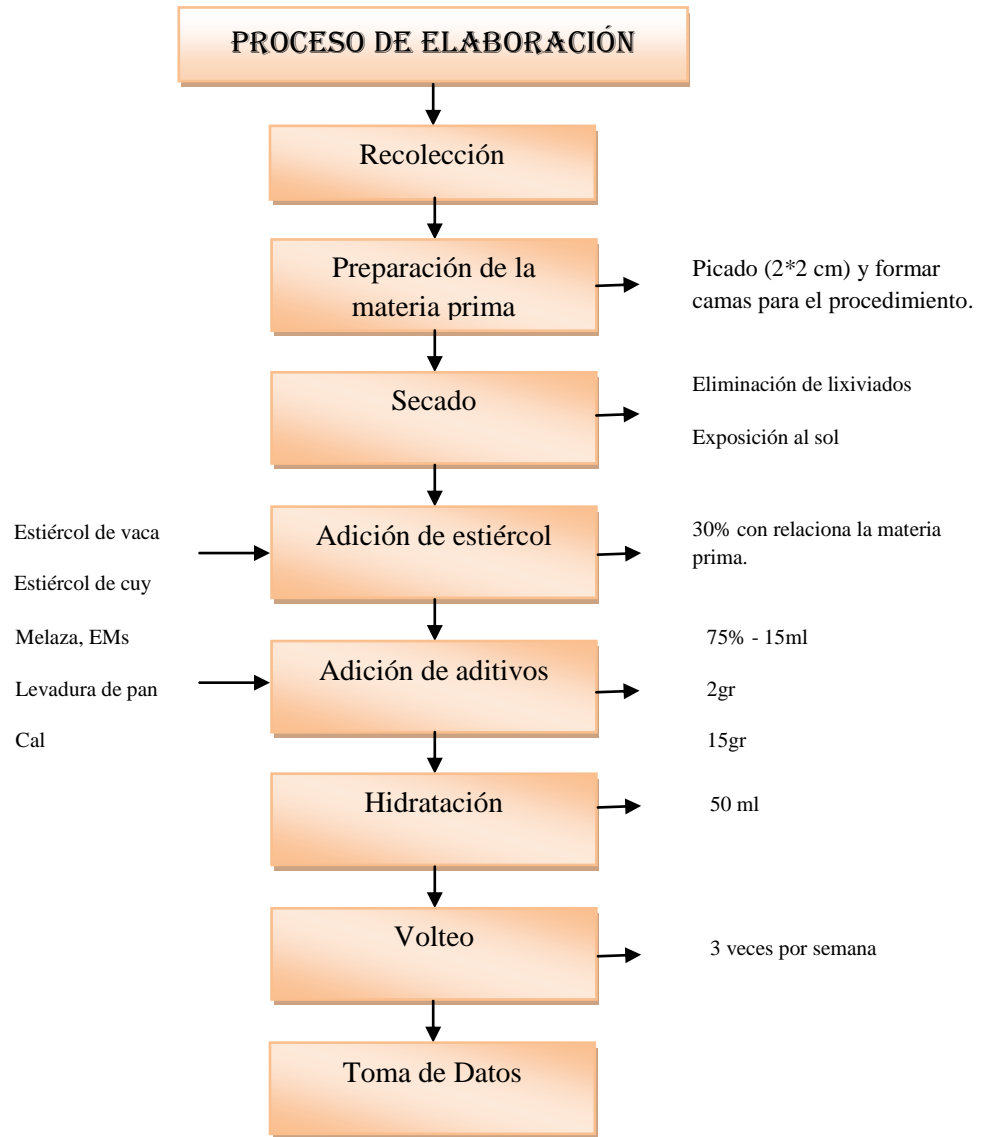 PROCESO DE ELABORACIÓN
Recolección
Preparación de la
materia prima
Picado (2*2 cm) y formar
camas para el procedimiento.
Secado
Eliminación de lixiviados
Exposición al sol
Estiércol de vaca
Estiércol de cuy
Adición de estiércol
30% con relaciona la materia
prima.
Melaza, EMs
Levadura de pan
Cal
Adición de aditivos
75% - 15ml
2gr
15gr
Hidratación
50 ml
Volteo
3 veces por semana
Toma de Datos